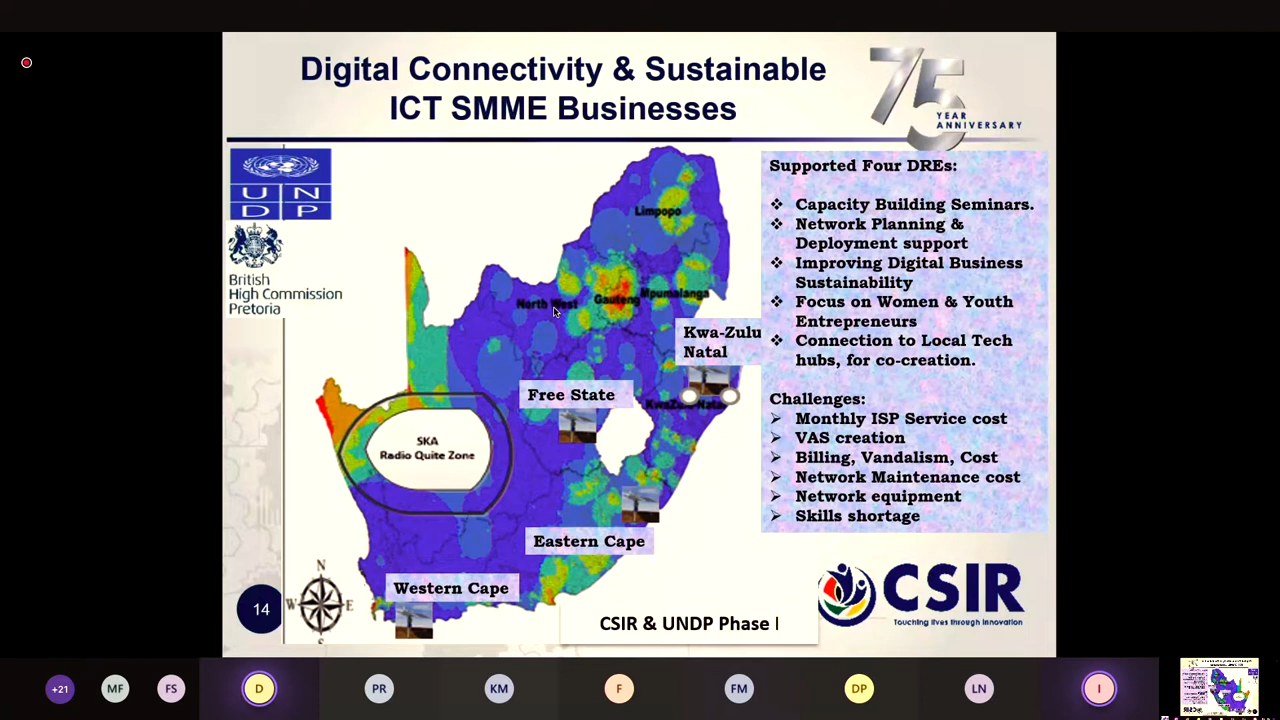 Digital Connectivity & Sustainable
ICT SMME Businesses
75
YEAR
ANNIVERSARY
U N
D P
British
High Commission
Pretoria
Supported Four DREs:
❖ Capacity Building Seminars.
❖ Network Planning &
Deployment support
❖ Improving Digital Business
Sustainability
❖ Focus on Women & Youth
Entrepreneurs
❖ Connection to Local Tech
hubs, for co-creation.
Challenges:
➢ Monthly ISP Service cost
➢ VAS creation
➢ Billing, Vandalism, Cost
➢ Network Maintenance cost
➢ Network equipment
➢ Skills shortage
Limpopo
North West
Gauteng
Mpumalanga
Kwa-Zulu
Natal
Free State
KwaZulu-Natal
SKA
Radio Quite Zone
Eastern Cape
Western Cape
N
W E
S
14
CSIR & UNDP Phase I
CSIR
Touching lives through innovation
+21
MF
FS
D
PR
KM
F
FM
DP
LN
I